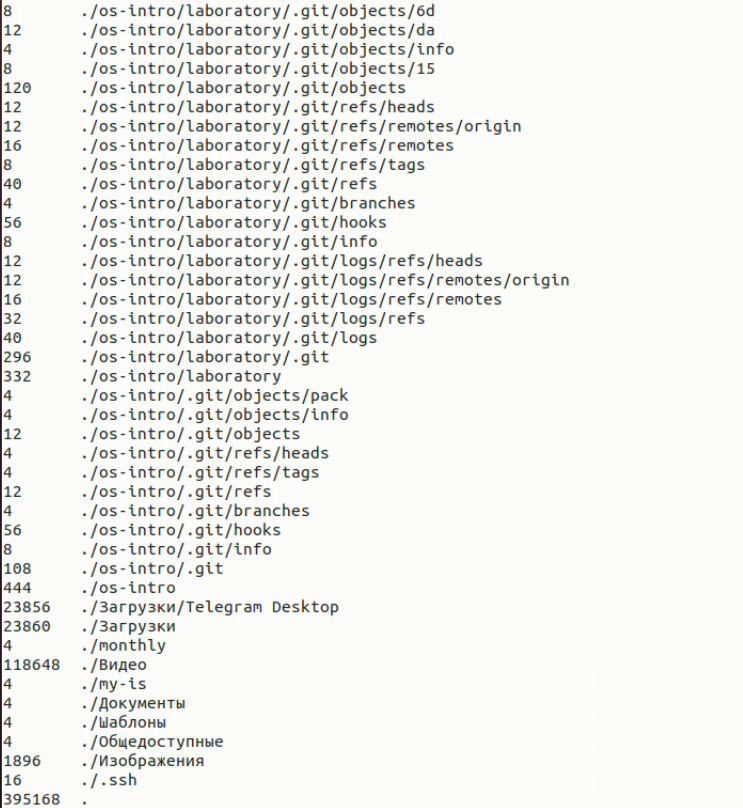 8 ./os-intro/laboratory/.git/objects/6d
12 ./os-intro/laboratory/.git/objects/da
4 ./os-intro/laboratory/.git/objects/info
8 ./os-intro/laboratory/.git/objects/15
120 ./os-intro/laboratory/.git/objects
12 ./os-intro/laboratory/.git/refs/heads
12 ./os-intro/laboratory/.git/refs/remotes/origin
16 ./os-intro/laboratory/.git/refs/remotes
8 ./os-intro/laboratory/.git/refs/tags
40 ./os-intro/laboratory/.git/refs
4 ./os-intro/laboratory/.git/branches
56 ./os-intro/laboratory/.git/hooks
8 ./os-intro/laboratory/.git/info
12 ./os-intro/laboratory/.git/logs/refs/heads
12 ./os-intro/laboratory/.git/logs/refs/remotes/origin
16 ./os-intro/laboratory/.git/logs/refs/remotes
32 ./os-intro/laboratory/.git/logs/refs
40 ./os-intro/laboratory/.git/logs
296 ./os-intro/laboratory/.git
332 ./os-intro/laboratory
4 ./os-intro/.git/objects/pack
4 ./os-intro/.git/objects/info
12 ./os-intro/.git/objects
4 ./os-intro/.git/refs/heads
4 ./os-intro/.git/refs/tags
12 ./os-intro/.git/refs
4 ./os-intro/.git/branches
56 ./os-intro/.git/hooks
8 ./os-intro/.git/info
108 ./os-intro/.git
444 ./os-intro
23856 ./Загрузки/Telegram Desktop
23860 ./Загрузки
4 ./monthly
118648 ./Видео
4 ./my-is
4 ./Документы
4 ./Шаблоны
4 ./Общедоступные
1896 ./Изображения
16 ./.ssh
395168 .